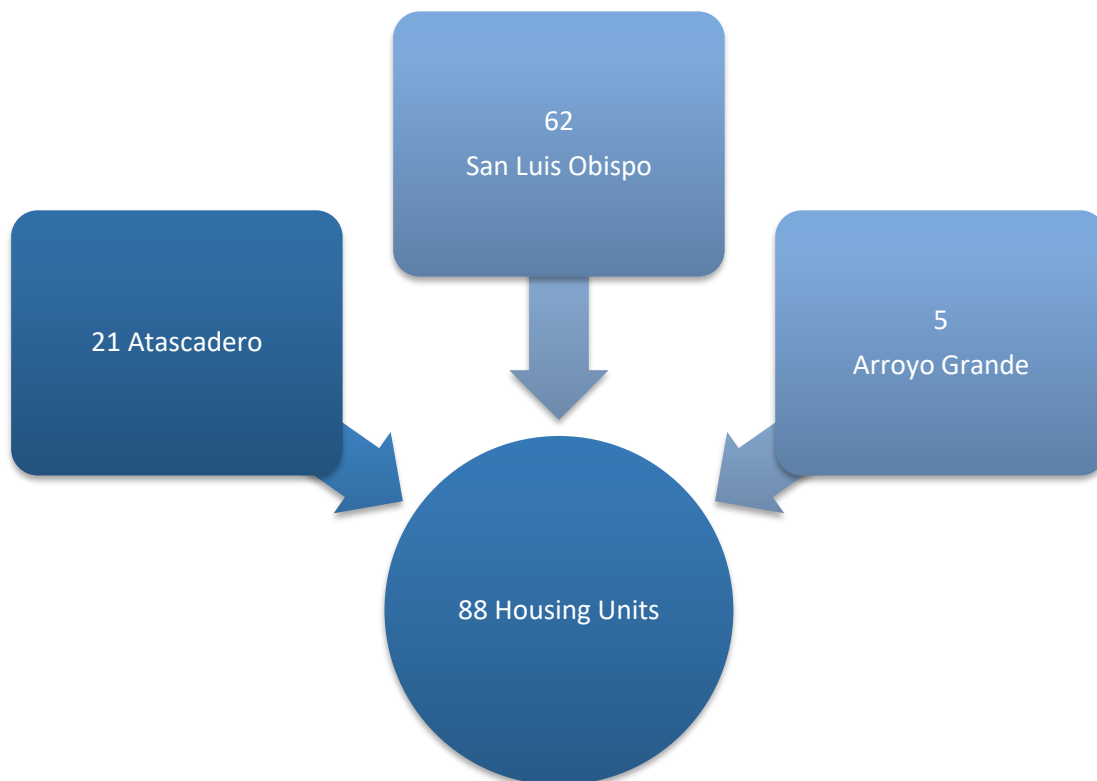 62
San Luis Obispo
21 Atascadero
5
Arroyo Grande
88 Housing Units